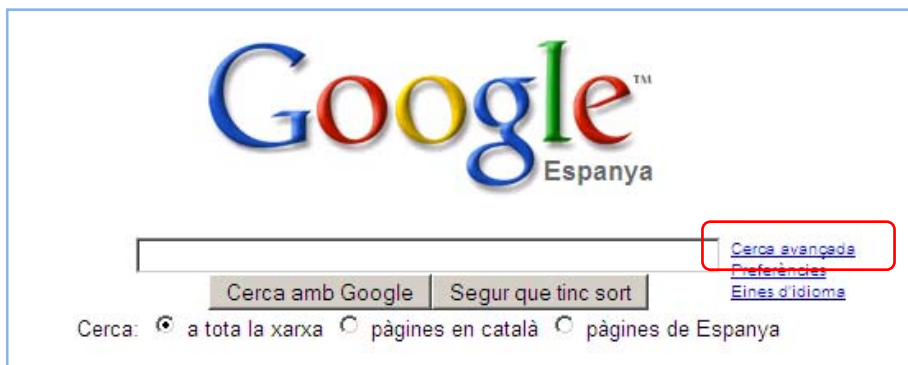 Google™
Espanya
Cerca avançada
Preferències
Eines d'idioma
Cerca amb Google Segur que tinc sort
Cerca: a tota la xarxa pàgines en català pàgines de Espanya